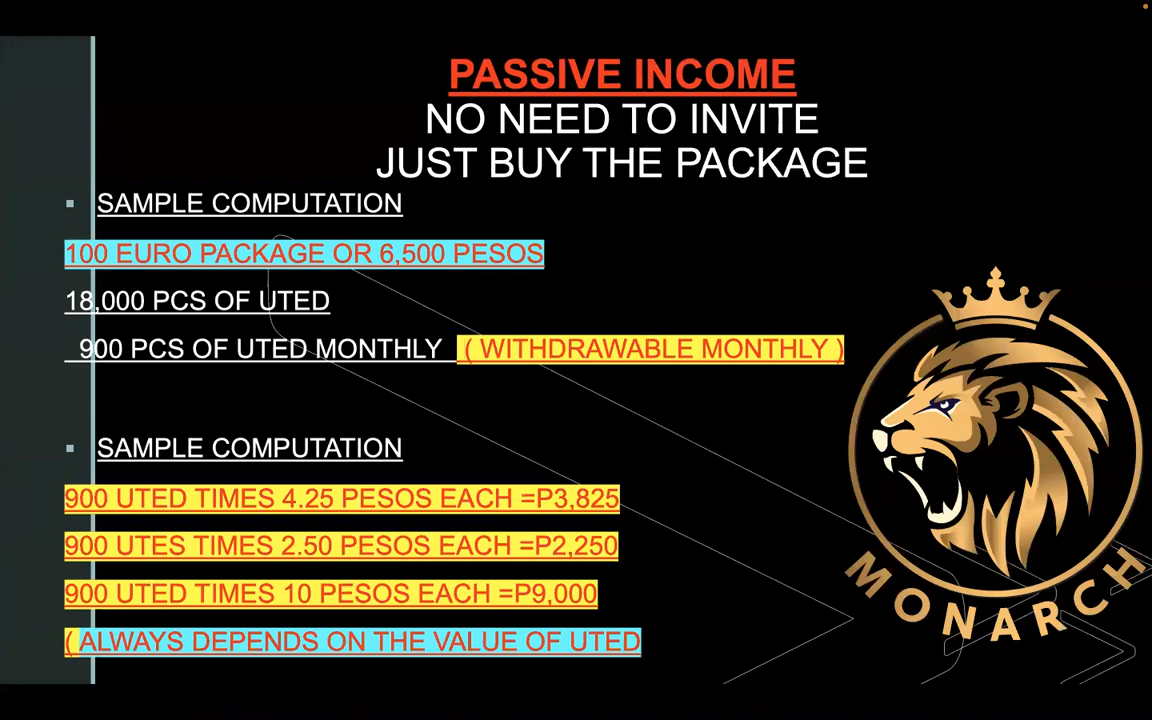 PASSIVE INCOME
NO NEED TO INVITE
JUST BUY THE PACKAGE
▪ SAMPLE COMPUTATION
100 EURO PACKAGE OR 6,500 PESOS
18,000 PCS OF UTED
900 PCS OF UTED MONTHLY ( WITHDRAWABLE MONTHLY )
▪ SAMPLE COMPUTATION
900 UTED TIMES 4.25 PESOS EACH =P3,825
900 UTES TIMES 2.50 PESOS EACH =P2,250
900 UTED TIMES 10 PESOS EACH =P9,000
( ALWAYS DEPENDS ON THE VALUE OF UTED
MONARCH